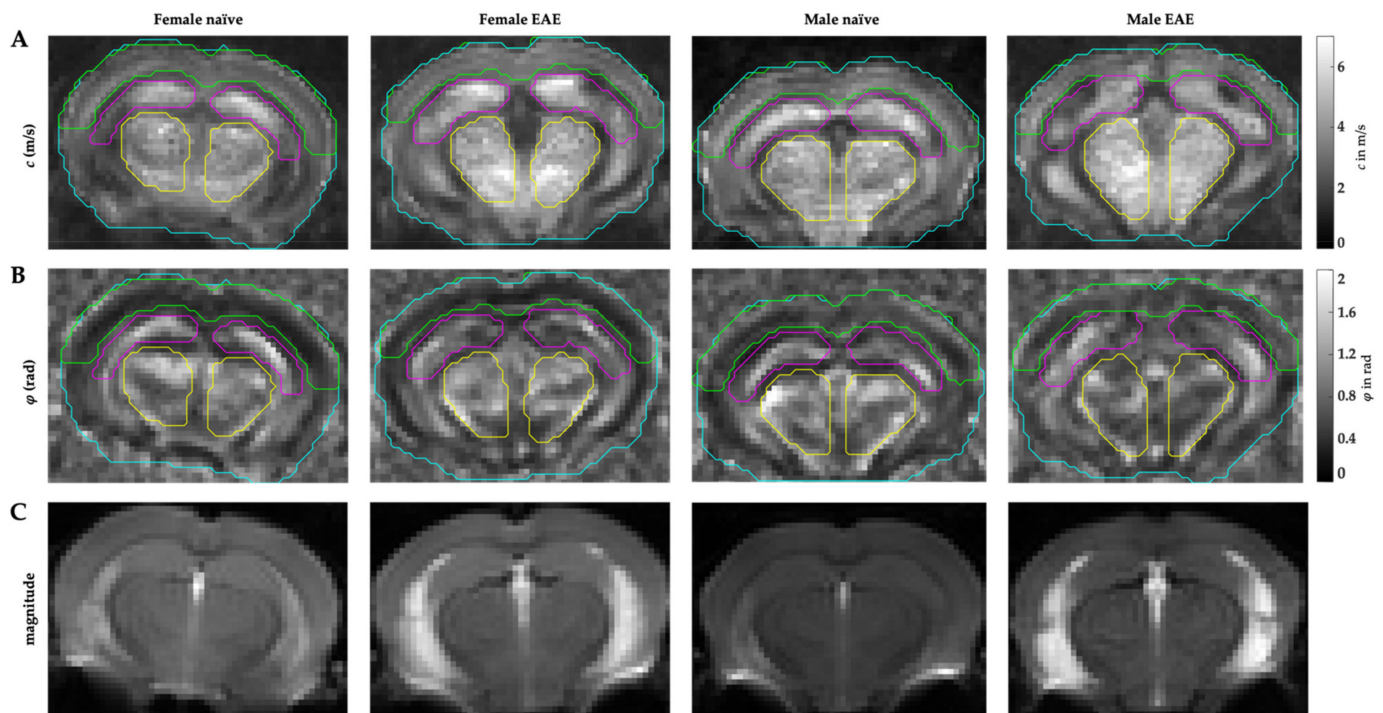 Female naïve
Female EAE
Male naïve
Male EAE
A
c (m/s)
6
4
2
0
c in m/s
B
φ (rad)
2
1.6
1.2
0.8
0.4
0
φ in rad
C
magnitude